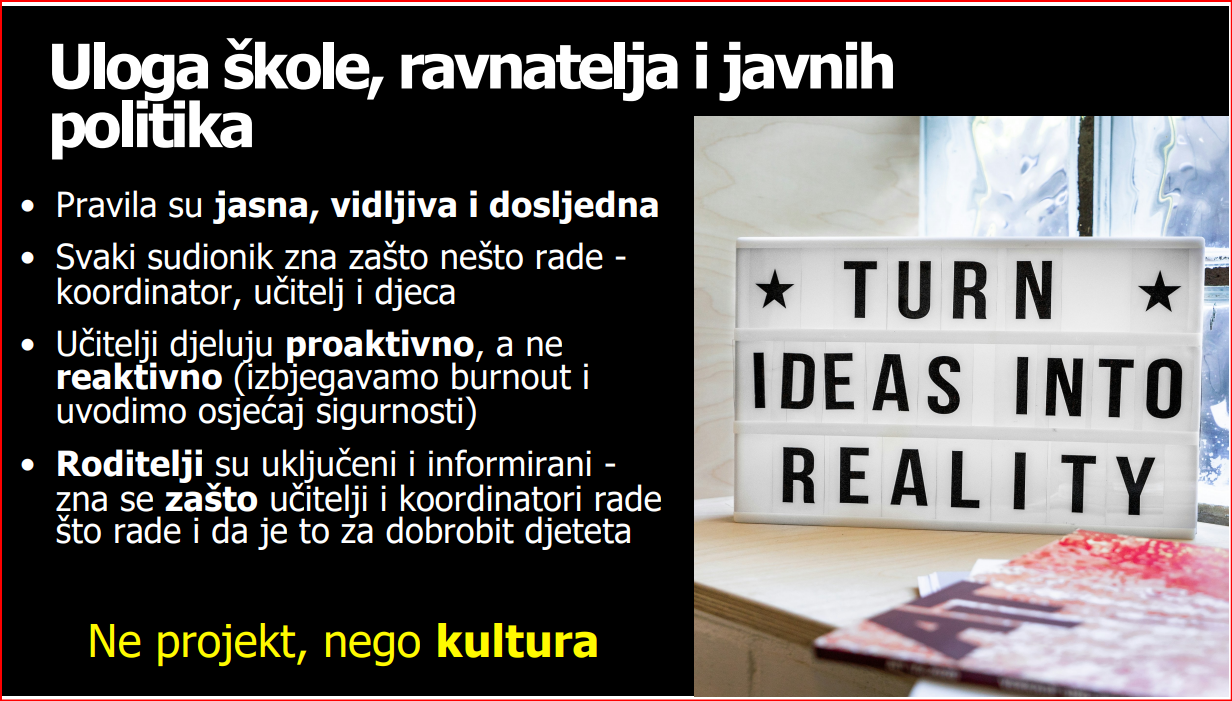 Uloga škole, ravnatelja i javnih
politika
• Pravila su jasna, vidljiva i dosljedna
• Svaki sudionik zna zašto nešto rade -
koordinator, učitelj i djeca
• Učitelji djeluju proaktivno, a ne
reaktivno (izbjegavamo burnout i
uvodimo osjećaj sigurnosti)
• Roditelji su uključeni i informirani -
zna se zašto učitelji i koordinatori rade
što rade i da je to za dobrobit djeteta
Ne projekt, nego kultura
★ TURN ★
IDEAS INTO
REALITY